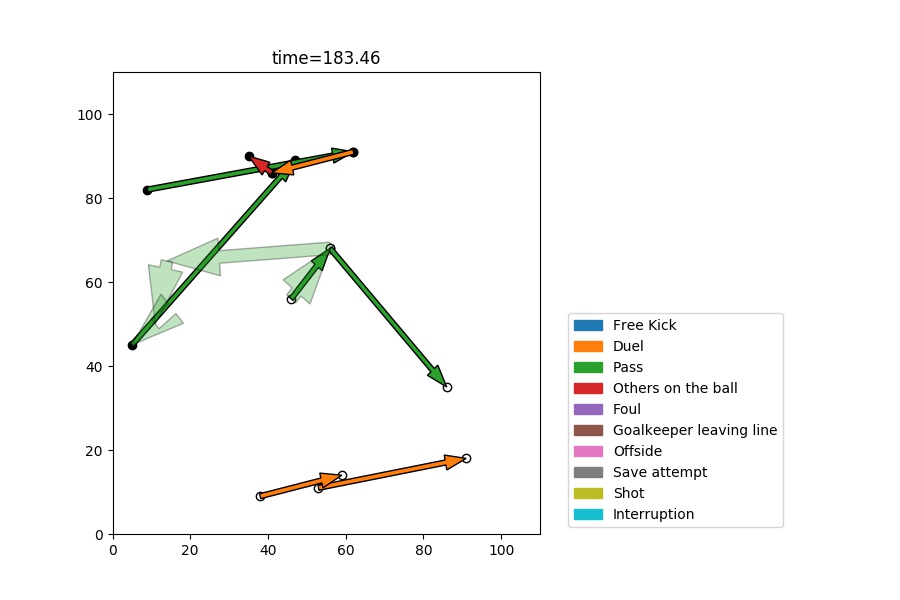 time=183.46
100
80
60
40
20
0
0 20 40 60 80 100
Free Kick
Duel
Pass
Others on the ball
Foul
Goalkeeper leaving line
Offside
Save attempt
Shot
Interruption